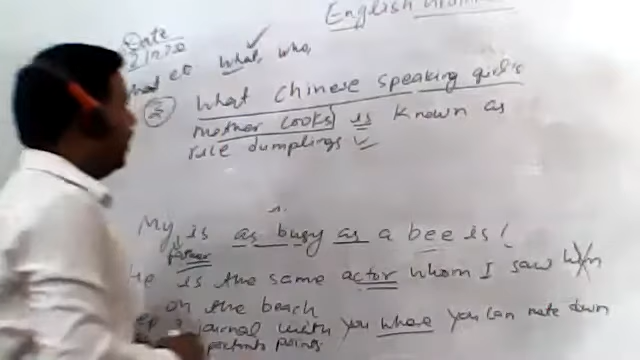 English
Date
what, who,
② What Chinese speaking girl's
mother cooks is known as
rice dumplings
My is as busy as a bee is!
father
He is the same actor whom I saw
on the beach
journal with you where you can note down
points